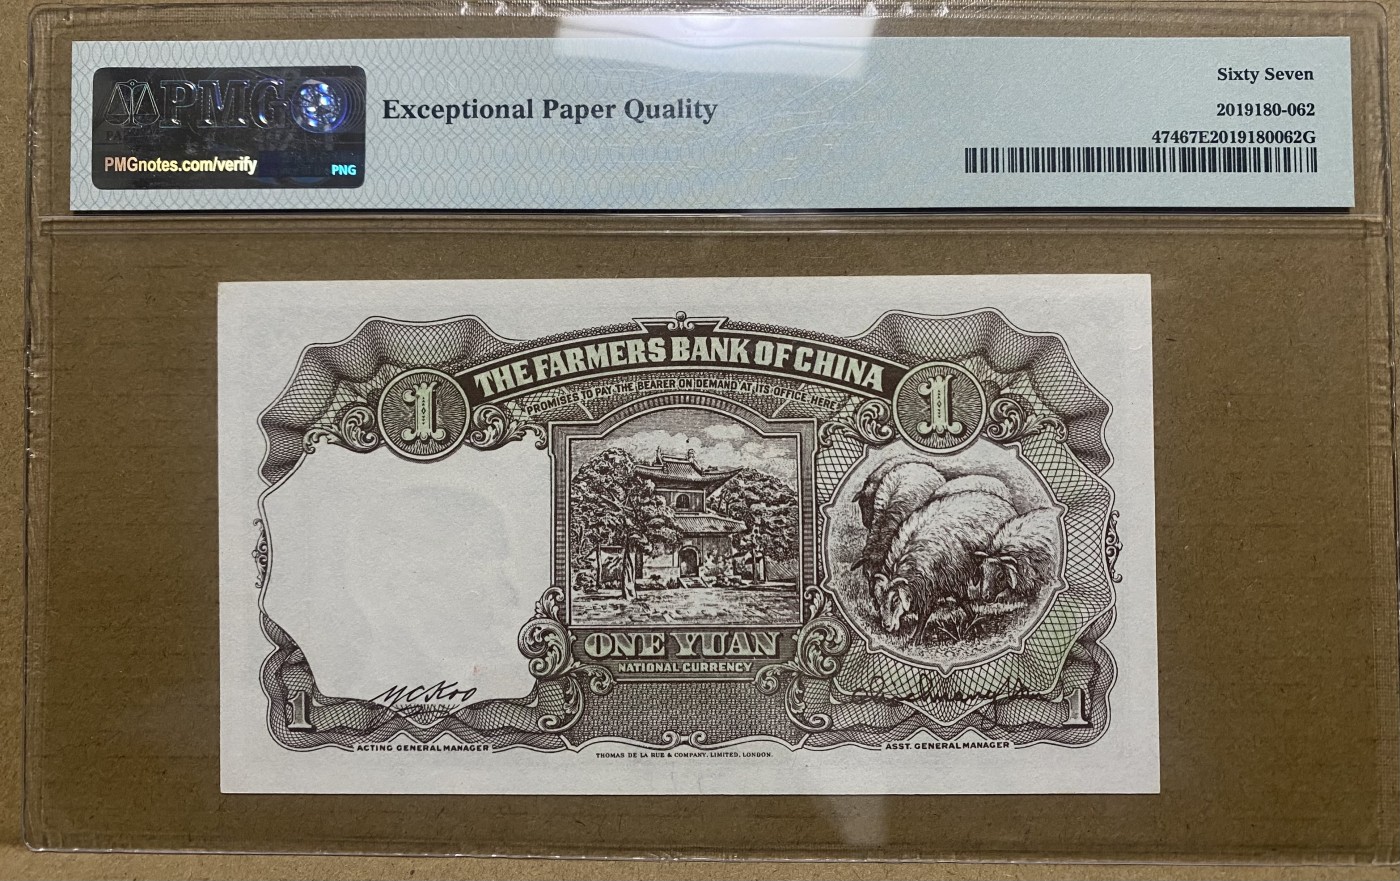 PMG
PMGnotes.com/verify
PNG
Exceptional Paper Quality
Sixty Seven
2019180-062
47467E2019180062G
THE FARMERS BANK OF CHINA
PROMISES TO PAY THE BEARER ON DEMAND AT ITS OFFICE HERE
1
1
ONE YUAN
NATIONAL CURRENCY
Y C Koo
1
1
ACTING GENERAL MANAGER
THOMAS DE LA RUE & COMPANY, LIMITED, LONDON.
ASST. GENERAL MANAGER